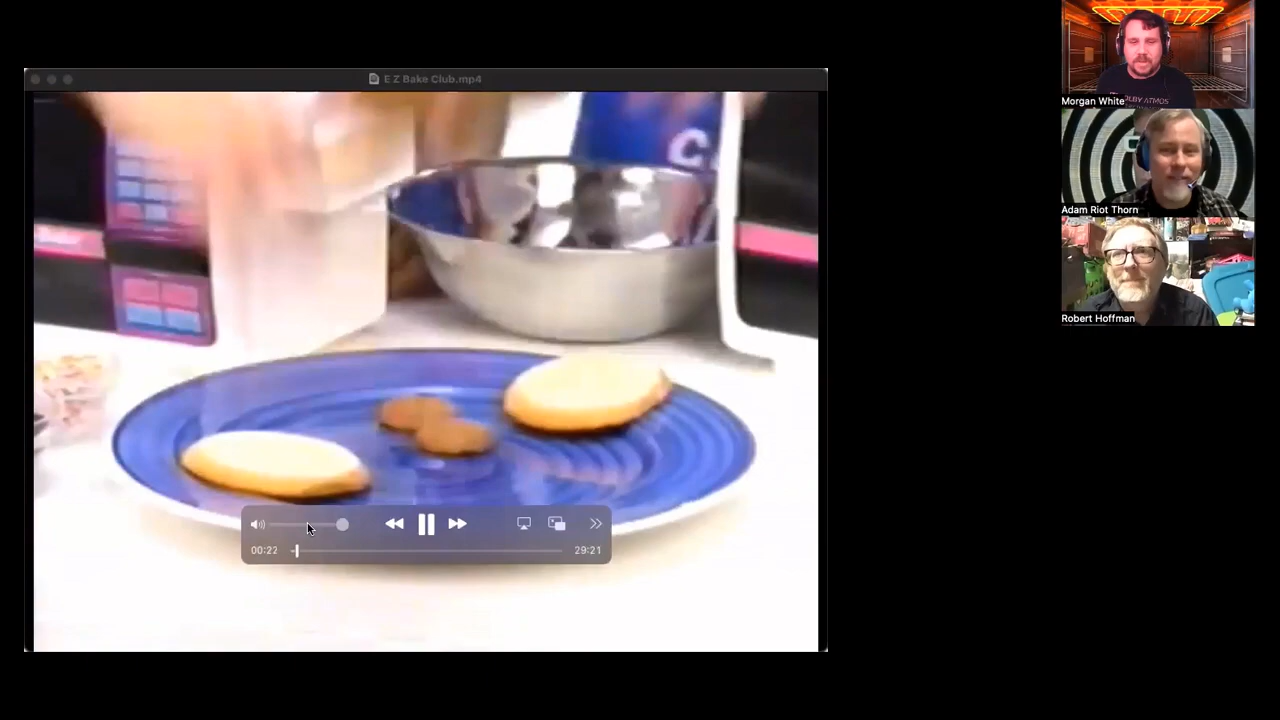 E Z Bake Club.mp4
00:22
29:21
Morgan White
Adam Riot Thorn
Robert Hoffman